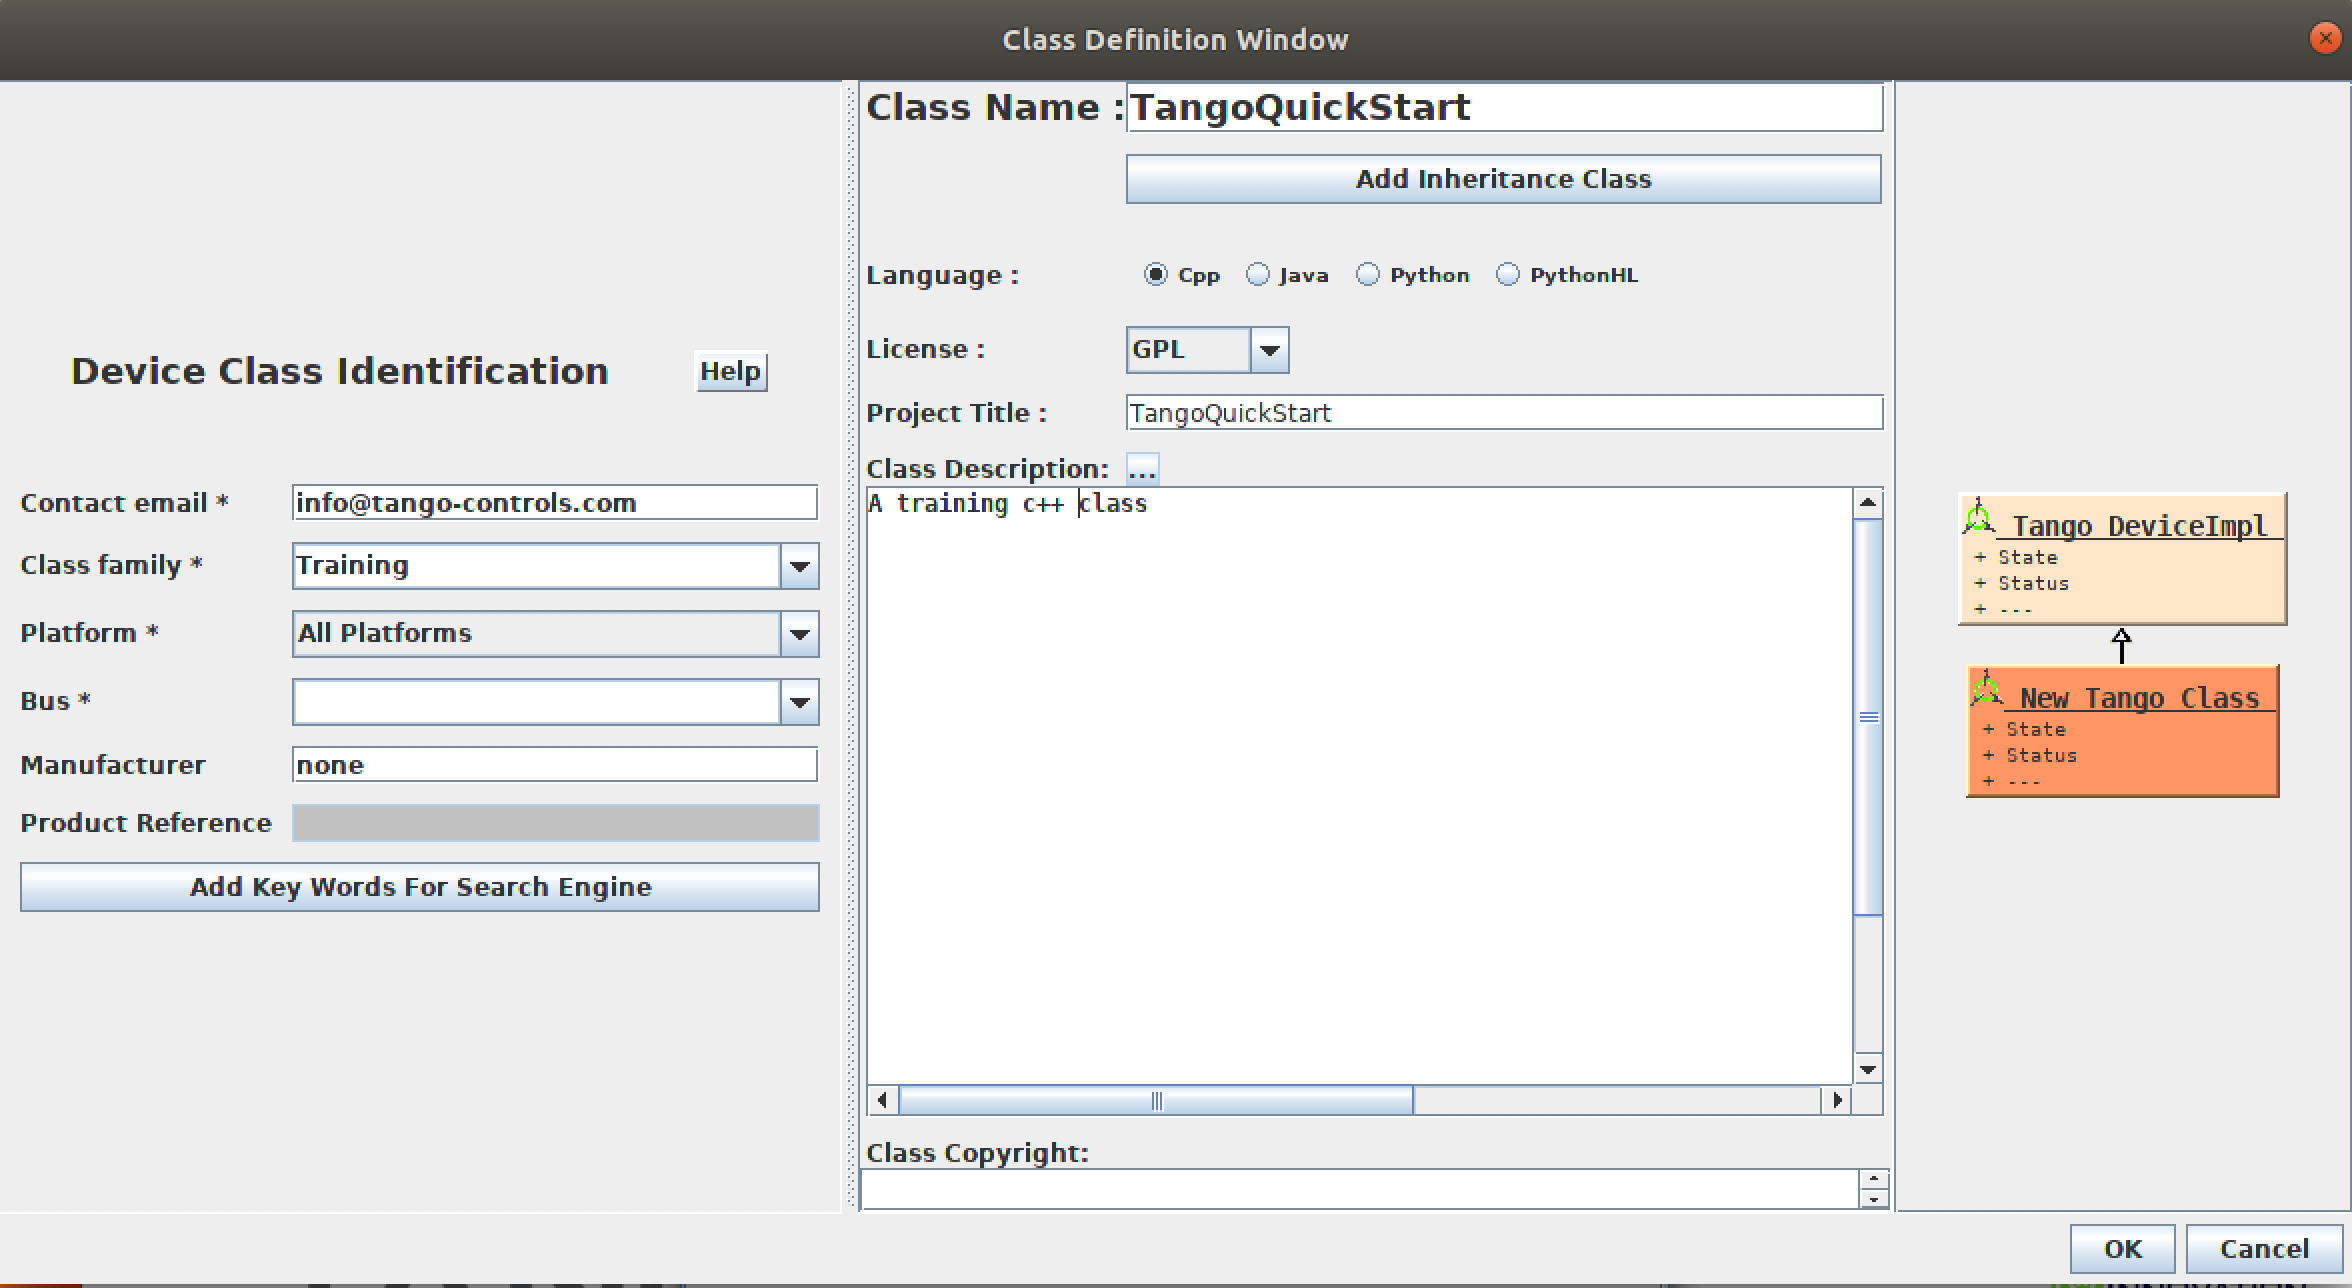 Class Definition Window
Device Class Identification
Help
Contact email *
info@tango-controls.com
Class family *
Training
Platform *
All Platforms
Bus *
Manufacturer
none
Product Reference
Add Key Words For Search Engine
Class Name :
TangoQuickStart
Add Inheritance Class
Language :
Cpp
Java
Python
PythonHL
License :
GPL
Project Title :
TangoQuickStart
Class Description:
...
A training c++ class
Class Copyright:
Tango DeviceImpl
+ State
+ Status
+ ---
New Tango Class
+ State
+ Status
+ ---
OK
Cancel